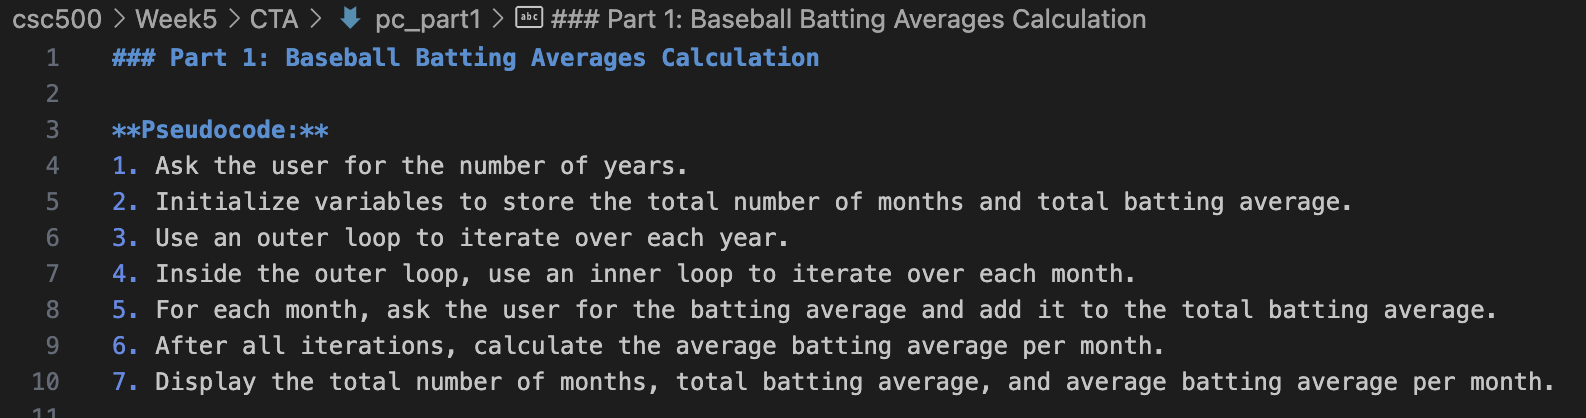 csc500 > Week5 > CTA > pc_part1 > abc ### Part 1: Baseball Batting Averages Calculation
1 ### Part 1: Baseball Batting Averages Calculation
2
3 **Pseudocode:**
4 1. Ask the user for the number of years.
5 2. Initialize variables to store the total number of months and total batting average.
6 3. Use an outer loop to iterate over each year.
7 4. Inside the outer loop, use an inner loop to iterate over each month.
8 5. For each month, ask the user for the batting average and add it to the total batting average.
9 6. After all iterations, calculate the average batting average per month.
10 7. Display the total number of months, total batting average, and average batting average per month.
11